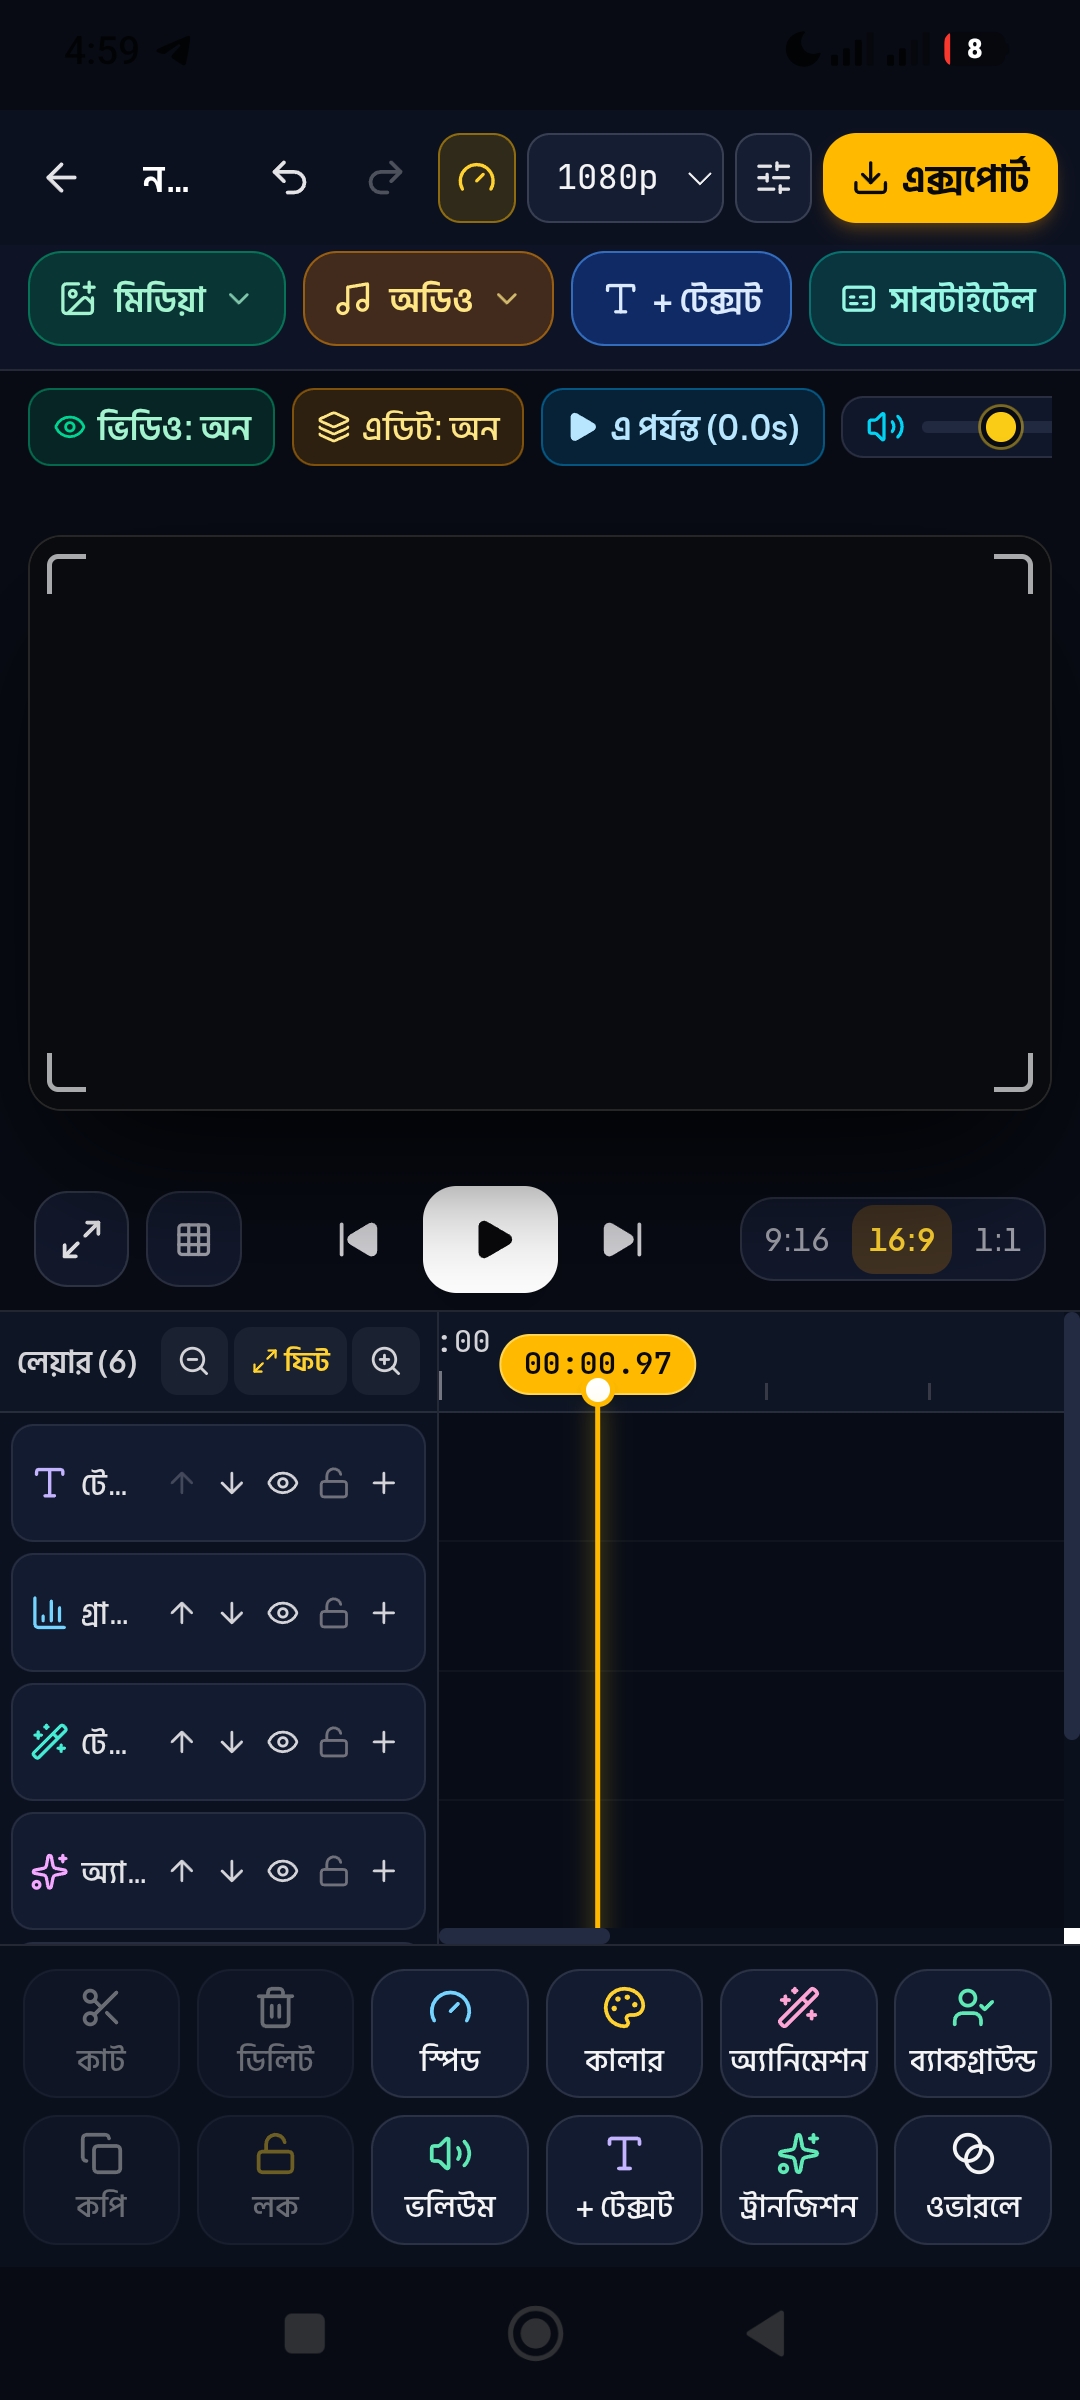 4:59
8
ন...
1080p
এক্সপোর্ট
মিডিয়া
অডিও
+ টেক্সট
সাবটাইটেল
ভিডিও: অন
এডিট: অন
এ পর্যন্ত (0.0s)
9:16
16:9
1:1
লেয়ার (6)
ফিট
:00
00:00.97
টে...
গ্রা...
টে...
অ্যা...
কাট
ডিলিট
স্পিড
কালার
অ্যানিমেশন
ব্যাকগ্রাউন্ড
কপি
লক
ভলিউম
+ টেক্সট
ট্রানজিশন
ওভারলে